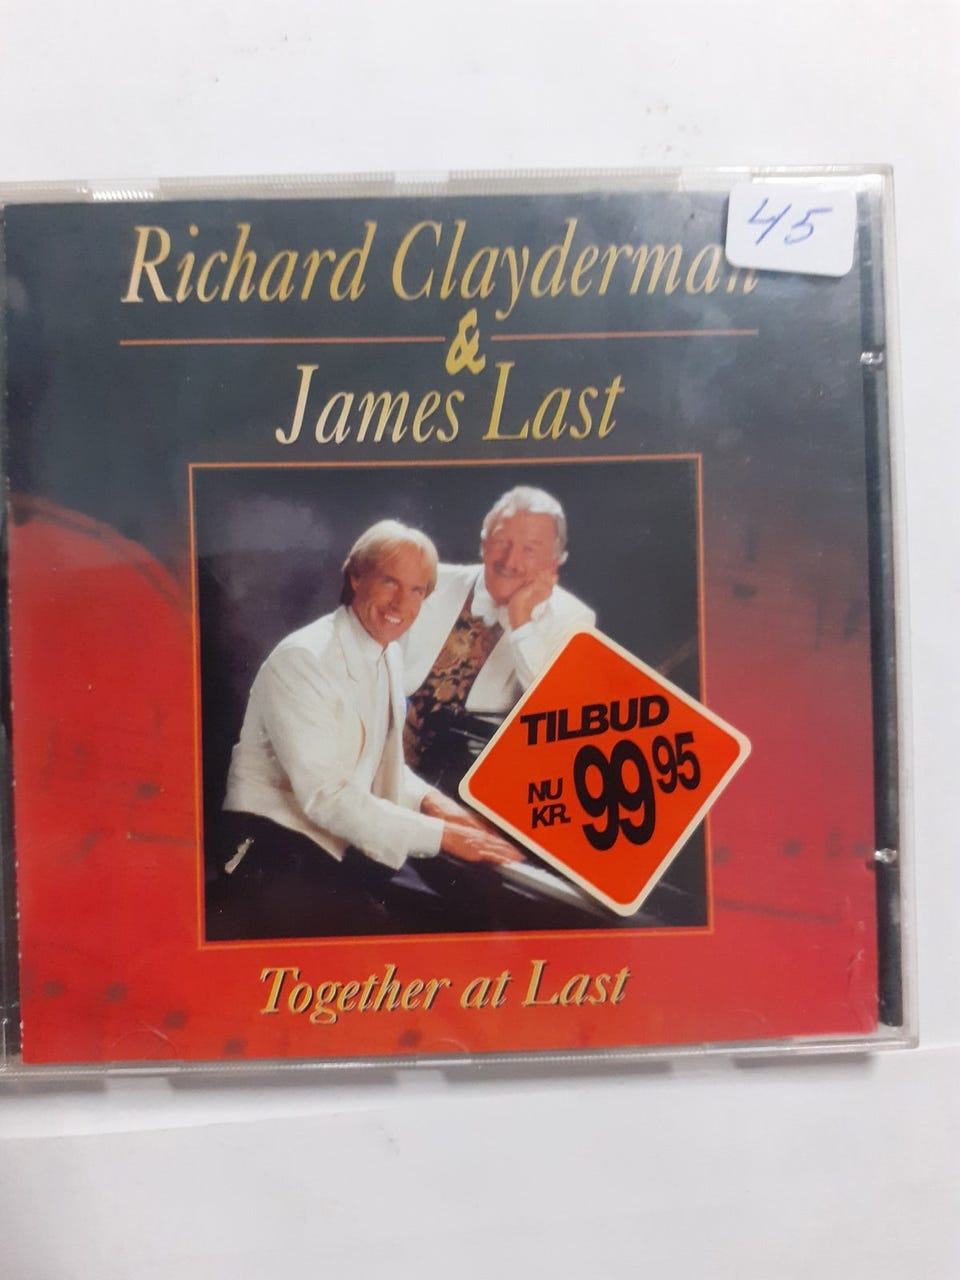 45
Richard Clayderman
&
James Last
TILBUD
NU KR. 99 95
Together at Last